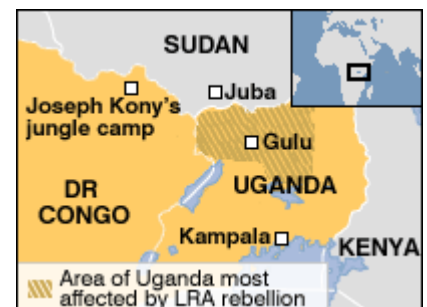 SUDAN
Juba
Joseph Kony's
jungle camp
Gulu
DR
CONGO
UGANDA
Kampala
KENYA
Area of Uganda most
affected by LRA rebellion